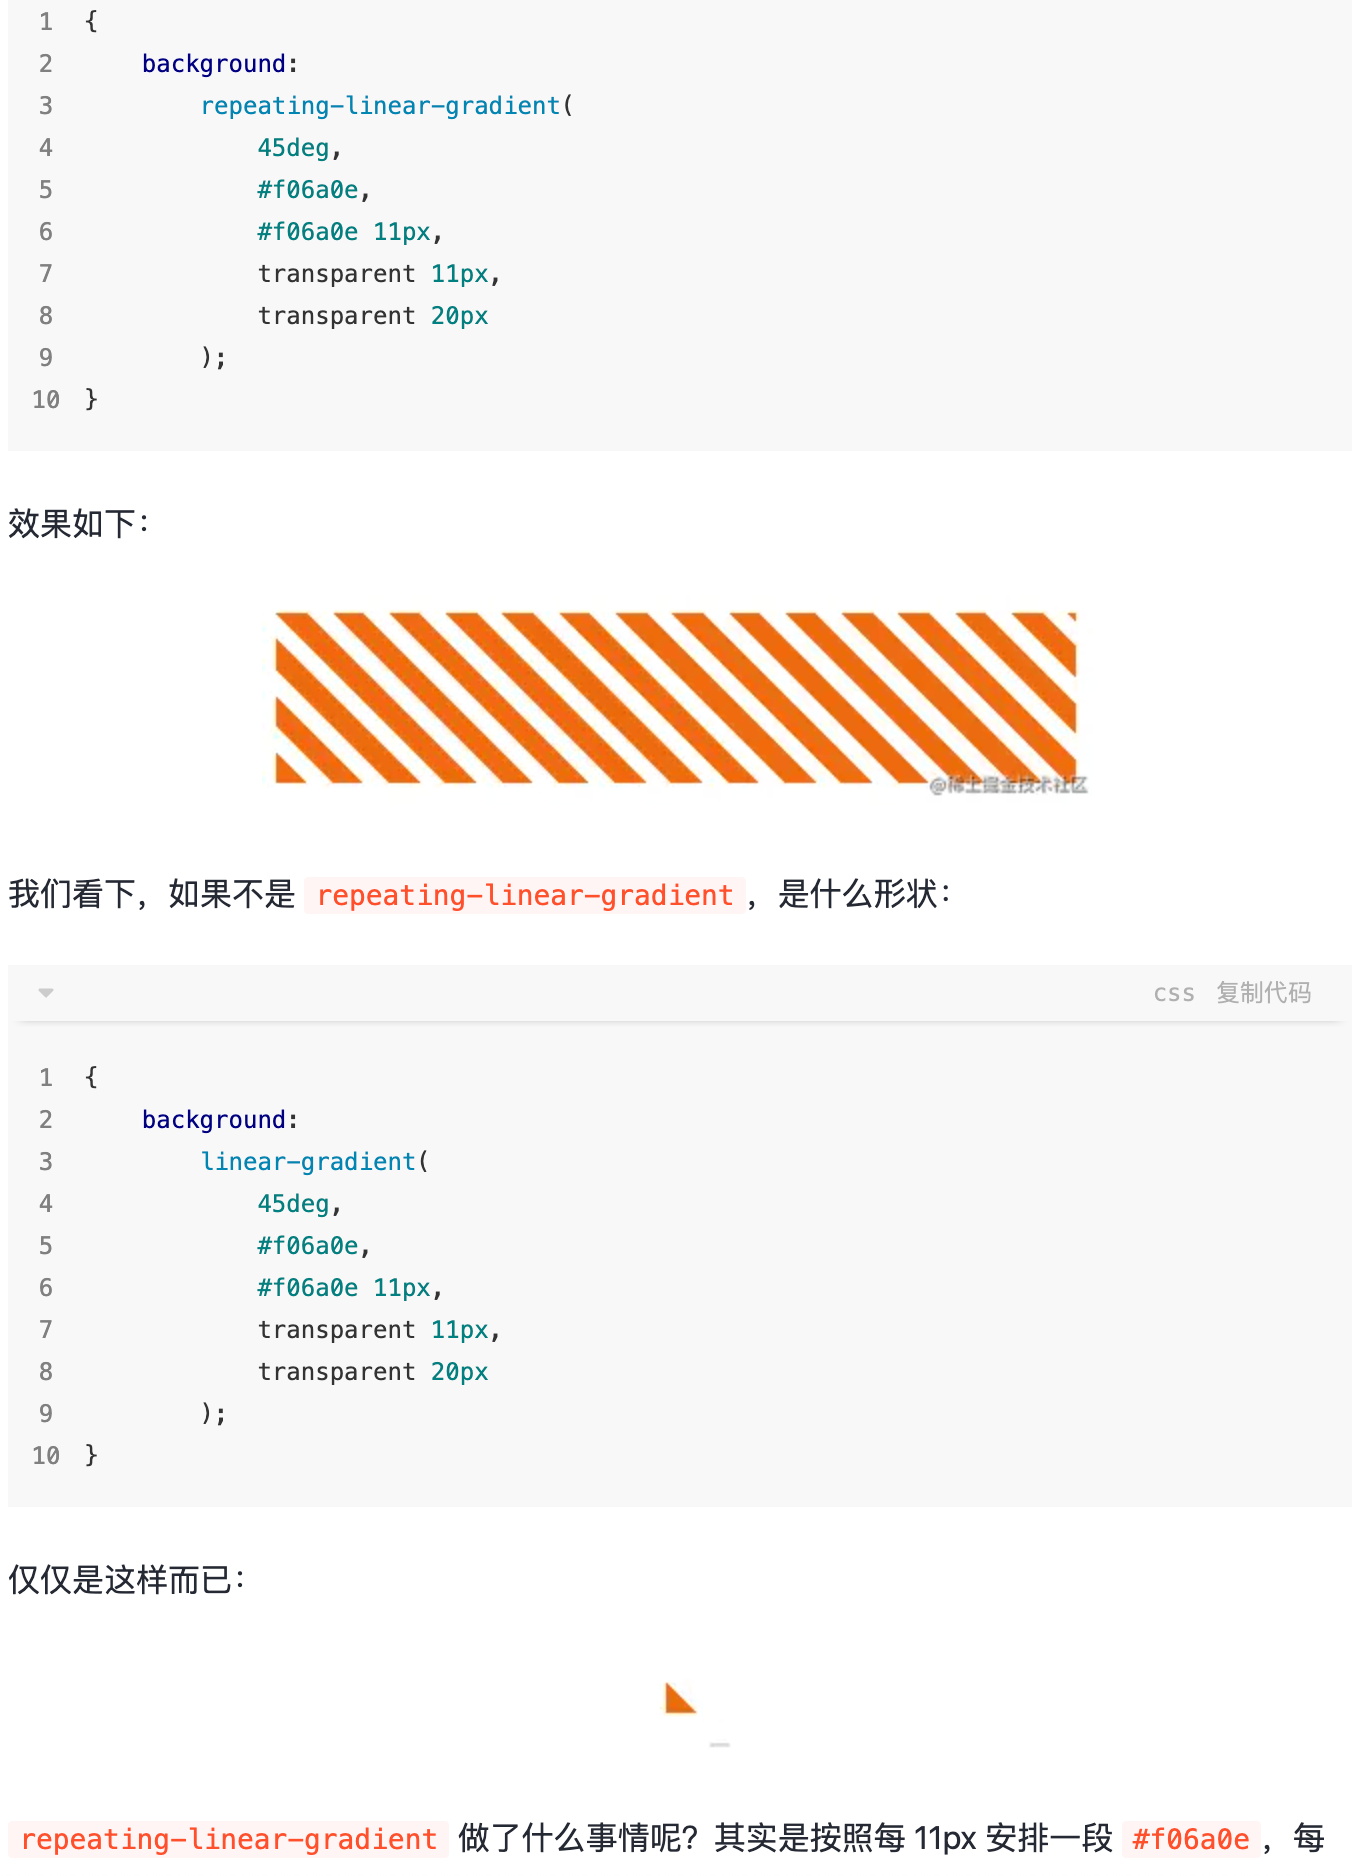 1 {
2     background:
3         repeating-linear-gradient(
4             45deg,
5             #f06a0e,
6             #f06a0e 11px,
7             transparent 11px,
8             transparent 20px
9         );
10 }
效果如下：
@稀土掘金技术社区
我们看下，如果不是 repeating-linear-gradient，是什么形状：
css 复制代码
1 {
2     background:
3         linear-gradient(
4             45deg,
5             #f06a0e,
6             #f06a0e 11px,
7             transparent 11px,
8             transparent 20px
9         );
10 }
仅仅是这样而已：
repeating-linear-gradient 做了什么事情呢？其实是按照每 11px 安排一段 #f06a0e，每